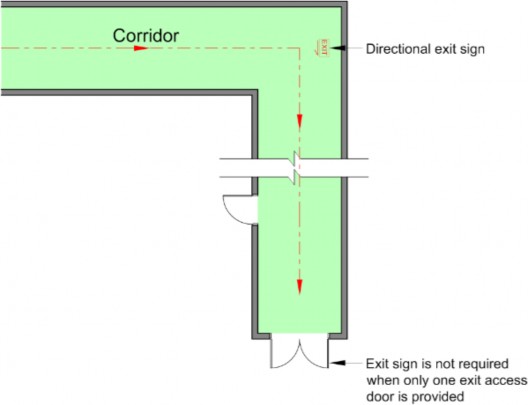 Corridor
EXIT
Directional exit sign
Exit sign is not required
when only one exit access
door is provided